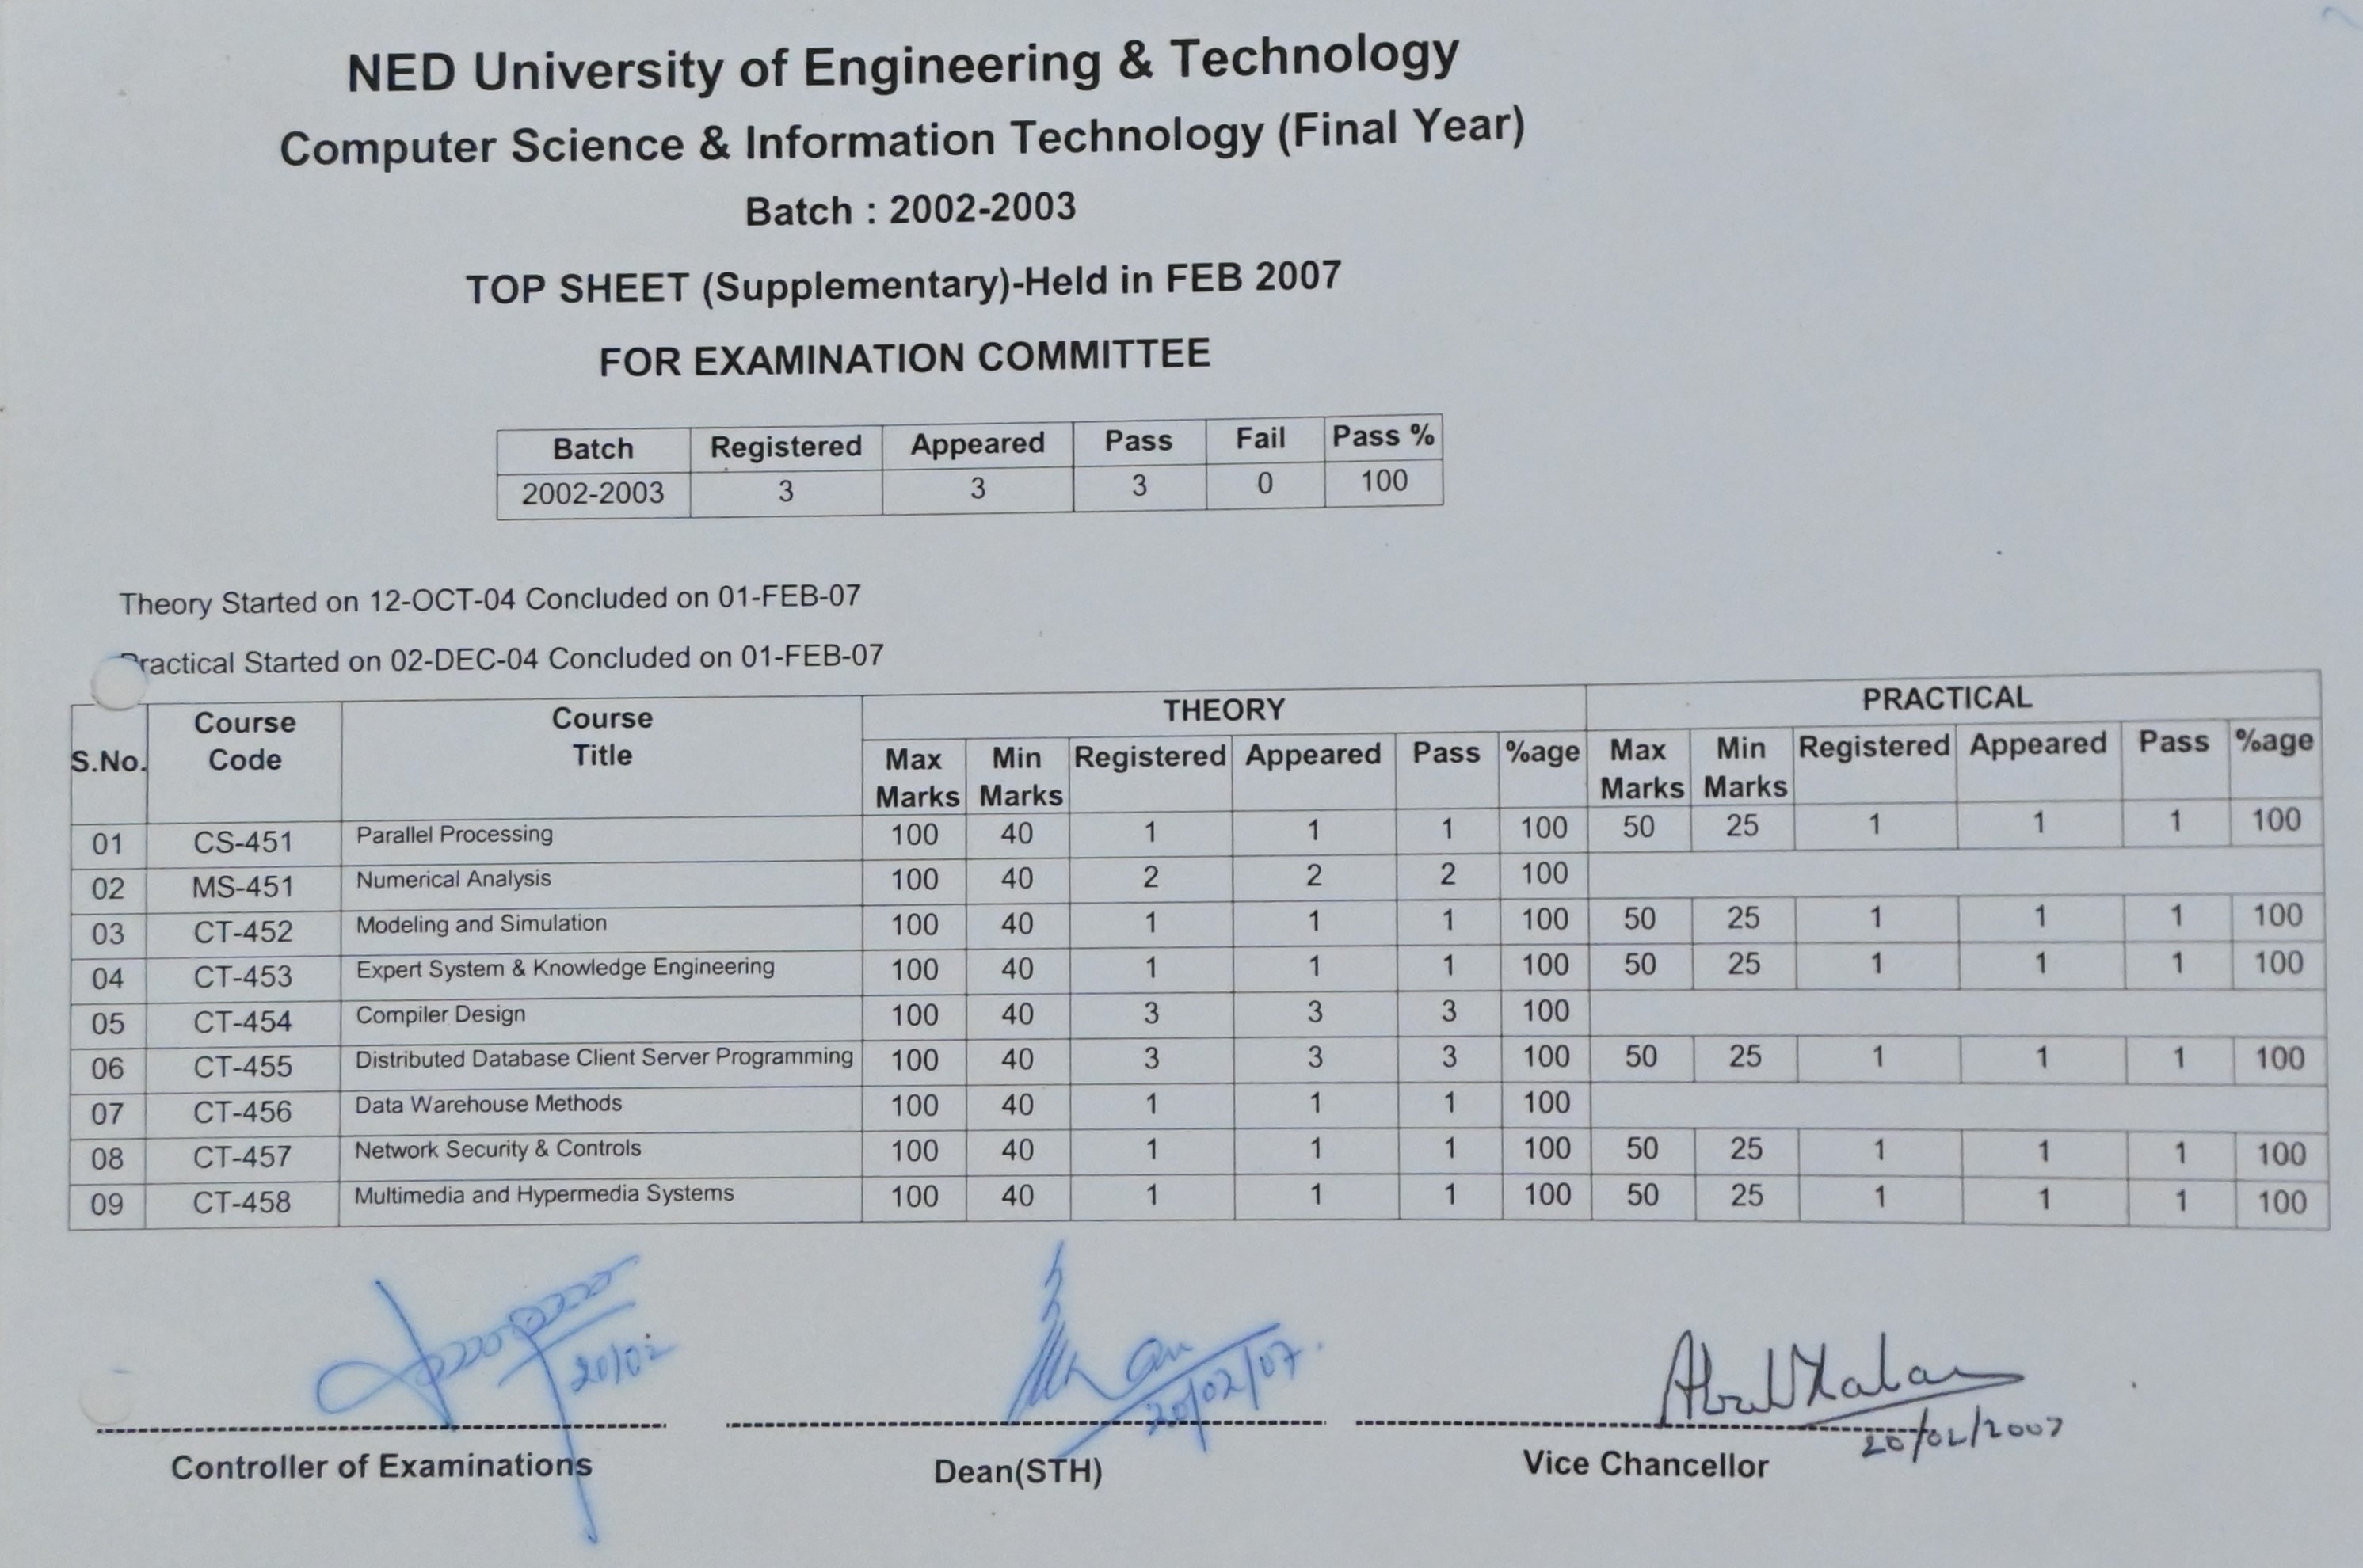 NED University of Engineering & Technology
Computer Science & Information Technology (Final Year)
Batch : 2002-2003
TOP SHEET (Supplementary)-Held in FEB 2007
FOR EXAMINATION COMMITTEE
Batch Registered Appeared Pass Fail Pass %
2002-2003 3 3 3 0 100
Theory Started on 12-OCT-04 Concluded on 01-FEB-07
Practical Started on 02-DEC-04 Concluded on 01-FEB-07
S.No. Course Code Course Title THEORY PRACTICAL
Max Marks Min Marks Registered Appeared Pass %age Max Marks Min Marks Registered Appeared Pass %age
01 CS-451 Parallel Processing 100 40 1 1 1 100 50 25 1 1 1 100
02 MS-451 Numerical Analysis 100 40 2 2 2 100
03 CT-452 Modeling and Simulation 100 40 1 1 1 100 50 25 1 1 1 100
04 CT-453 Expert System & Knowledge Engineering 100 40 1 1 1 100 50 25 1 1 1 100
05 CT-454 Compiler Design 100 40 3 3 3 100
06 CT-455 Distributed Database Client Server Programming 100 40 3 3 3 100 50 25 1 1 1 100
07 CT-456 Data Warehouse Methods 100 40 1 1 1 100
08 CT-457 Network Security & Controls 100 40 1 1 1 100 50 25 1 1 1 100
09 CT-458 Multimedia and Hypermedia Systems 100 40 1 1 1 100 50 25 1 1 1 100
20/02 20/02/07 20/02/2007
Controller of Examinations Dean(STH) Vice Chancellor